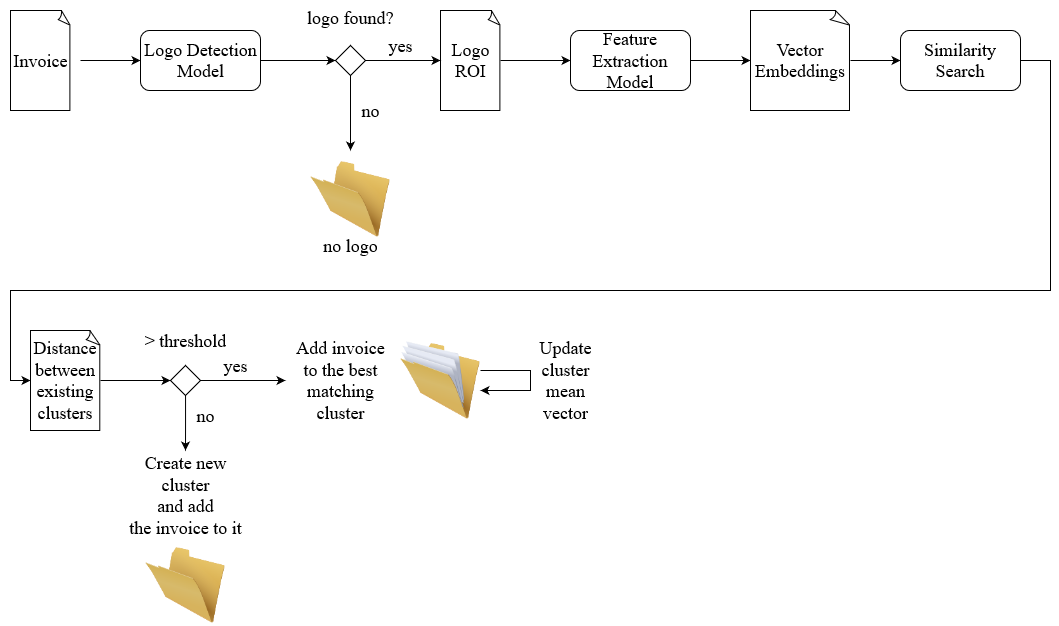 logo found?
Invoice
Logo Detection
Model
yes
Logo
ROI
Feature
Extraction
Model
Vector
Embeddings
Similarity
Search
no
no logo
Distance
between
existing
clusters
> threshold
yes
Add invoice
to the best
matching
cluster
Update
cluster
mean
vector
no
Create new
cluster
and add
the invoice to it